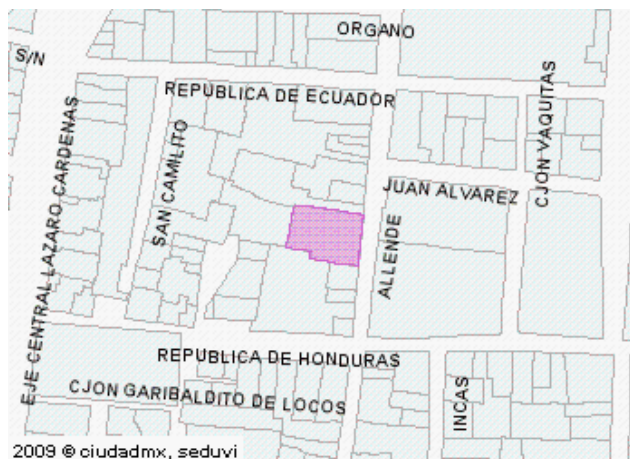 ORGANO
S/N
REPUBLICA DE ECUADOR
CJON VAQUITAS
EJE CENTRAL LAZARO CARDENAS
SAN CAMILITO
JUAN ALVAREZ
ALLENDE
REPUBLICA DE HONDURAS
CJON GARIBALDITO DE LOCOS
INCAS
2009 © ciudadmx, seduvi